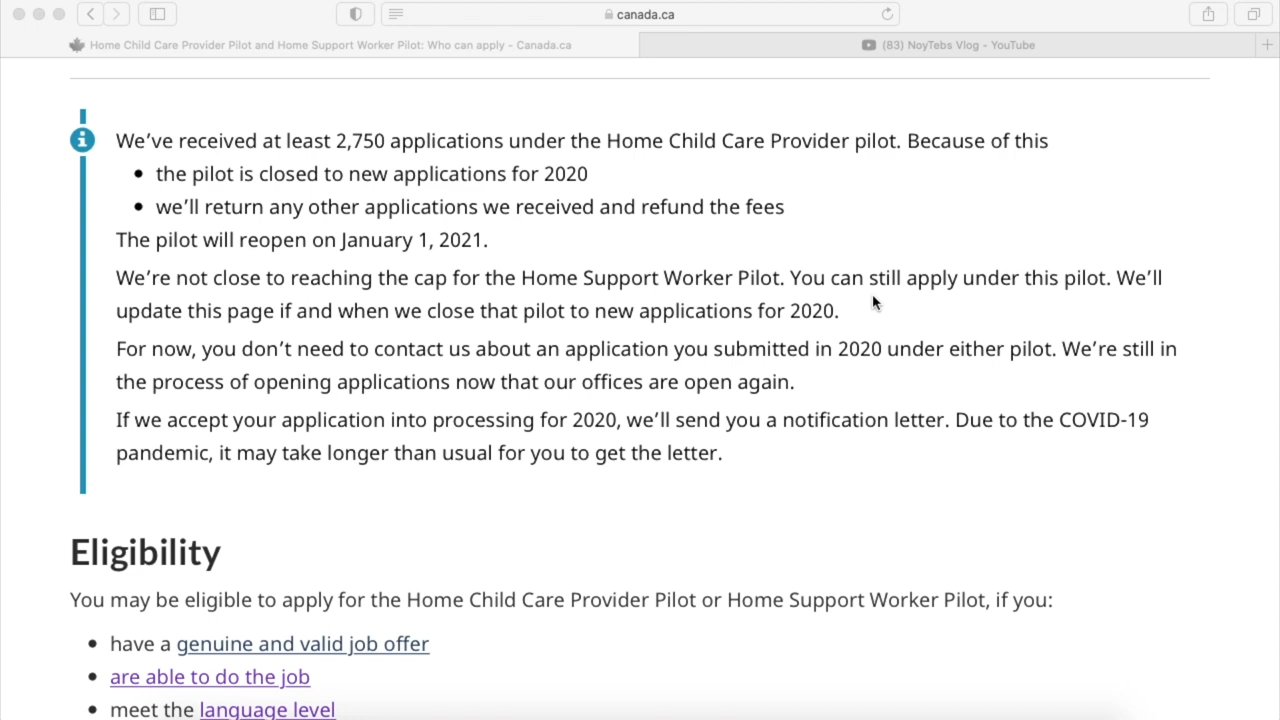 canada.ca
Home Child Care Provider Pilot and Home Support Worker Pilot: Who can apply - Canada.ca
(83) NoyTebs Vlog - YouTube
We've received at least 2,750 applications under the Home Child Care Provider pilot. Because of this
• the pilot is closed to new applications for 2020
• we'll return any other applications we received and refund the fees
The pilot will reopen on January 1, 2021.
We're not close to reaching the cap for the Home Support Worker Pilot. You can still apply under this pilot. We'll
update this page if and when we close that pilot to new applications for 2020.
For now, you don't need to contact us about an application you submitted in 2020 under either pilot. We're still in
the process of opening applications now that our offices are open again.
If we accept your application into processing for 2020, we'll send you a notification letter. Due to the COVID-19
pandemic, it may take longer than usual for you to get the letter.
Eligibility
You may be eligible to apply for the Home Child Care Provider Pilot or Home Support Worker Pilot, if you:
• have a genuine and valid job offer
• are able to do the job
• meet the language level